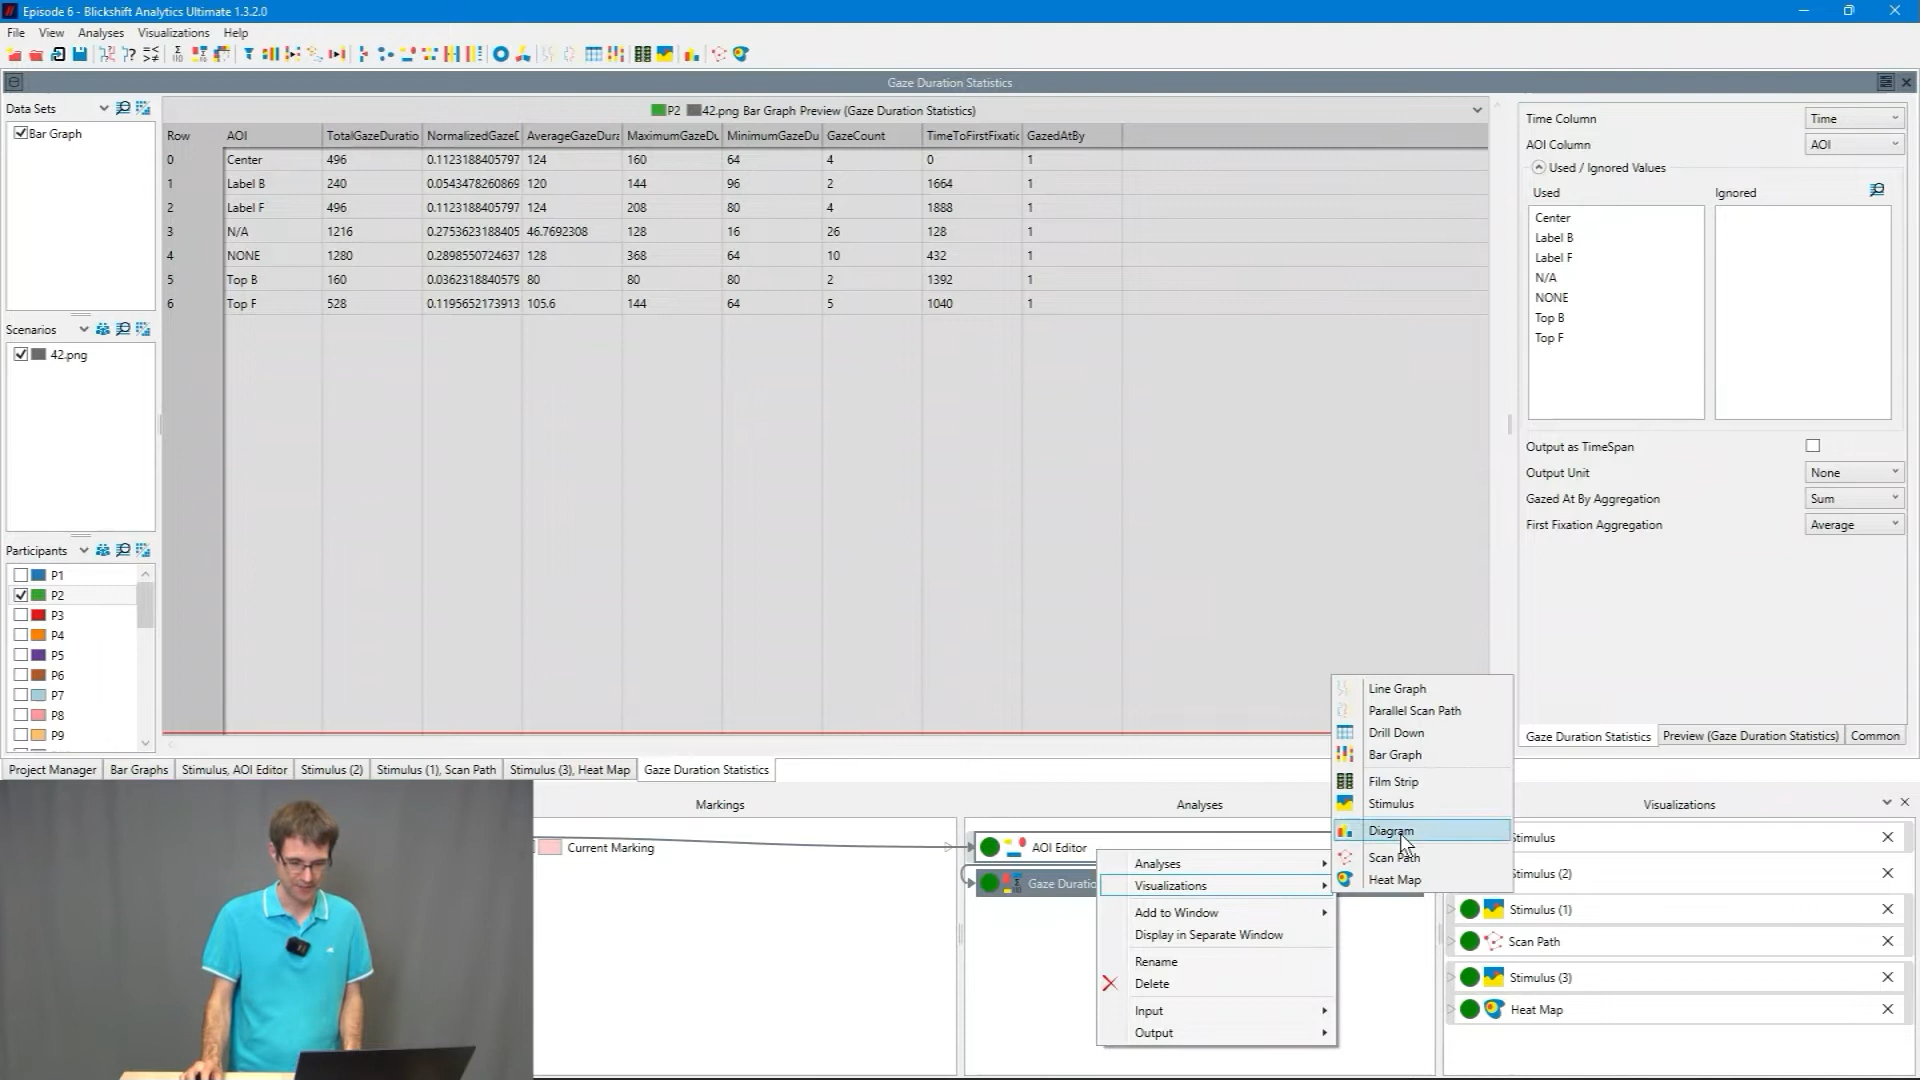 Episode 6 - Blickshift Analytics Ultimate 1.3.2.0
File View Analyses Visualizations Help
Gaze Duration Statistics
Data Sets
Bar Graph
Scenarios
42.png
Participants
P1
P2
P3
P4
P5
P6
P7
P8
P9
P2 42.png Bar Graph Preview (Gaze Duration Statistics)
Row AOI TotalGazeDuratio NormalizedGazeD AverageGazeDura MaximumGazeDu MinimumGazeDu GazeCount TimeToFirstFixatic GazedAtBy
0 Center 496 0.1123188405797 124 160 64 4 0 1
1 Label B 240 0.0543478260869 120 144 96 2 1664 1
2 Label F 496 0.1123188405797 124 208 80 4 1888 1
3 N/A 1216 0.2753623188405 46.7692308 128 16 26 128 1
4 NONE 1280 0.2898550724637 128 368 64 10 432 1
5 Top B 160 0.0362318840579 80 80 80 2 1392 1
6 Top F 528 0.1195652173913 105.6 144 64 5 1040 1
Time Column Time
AOI Column AOI
Used / Ignored Values
Used Ignored
Center
Label B
Label F
N/A
NONE
Top B
Top F
Output as TimeSpan
Output Unit None
Gazed At By Aggregation Sum
First Fixation Aggregation Average
Gaze Duration Statistics Preview (Gaze Duration Statistics) Common
Project Manager Bar Graphs Stimulus, AOI Editor Stimulus (2) Stimulus (1), Scan Path Stimulus (3), Heat Map Gaze Duration Statistics
Markings
Current Marking
Analyses
AOI Editor
Gaze Duratio
Analyses
Visualizations
Add to Window
Display in Separate Window
Rename
Delete
Input
Output
Line Graph
Parallel Scan Path
Drill Down
Bar Graph
Film Strip
Stimulus
Diagram
Scan Path
Heat Map
Visualizations
Stimulus
Stimulus (2)
Stimulus (1)
Scan Path
Stimulus (3)
Heat Map